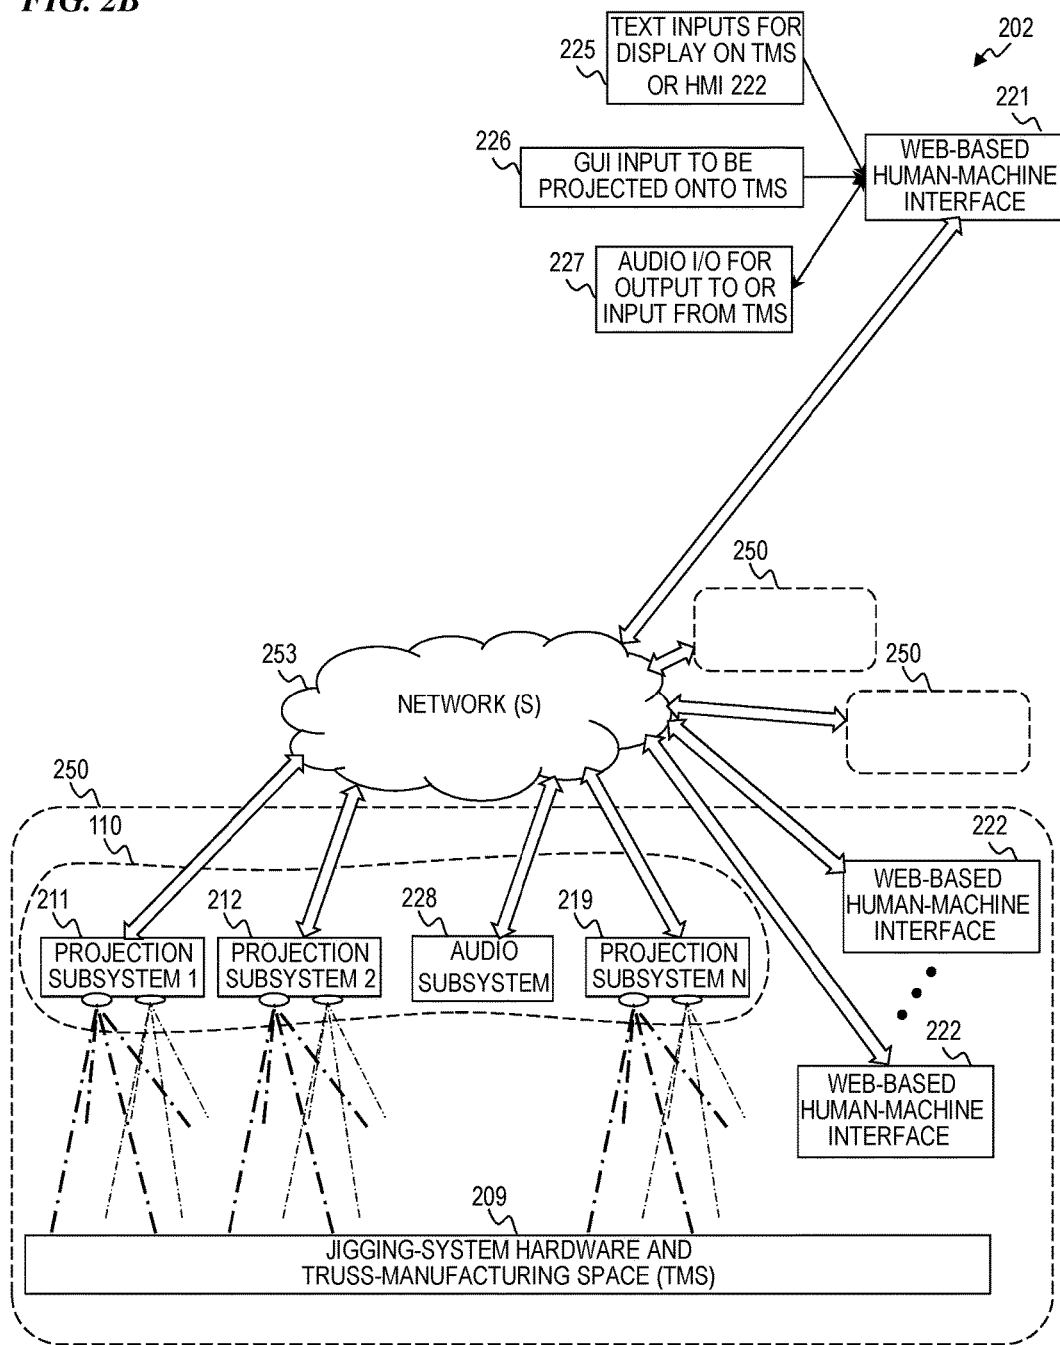 FIG. 2B
TEXT INPUTS FOR
DISPLAY ON TMS
OR HMI 222
225
202
221
WEB-BASED
HUMAN-MACHINE
INTERFACE
226
GUI INPUT TO BE
PROJECTED ONTO TMS
227
AUDIO I/O FOR
OUTPUT TO OR
INPUT FROM TMS
250
250
253
NETWORK (S)
250
110
222
WEB-BASED
HUMAN-MACHINE
INTERFACE
211
PROJECTION
SUBSYSTEM 1
212
PROJECTION
SUBSYSTEM 2
228
AUDIO
SUBSYSTEM
219
PROJECTION
SUBSYSTEM N
222
WEB-BASED
HUMAN-MACHINE
INTERFACE
209
JIGGING-SYSTEM HARDWARE AND
TRUSS-MANUFACTURING SPACE (TMS)